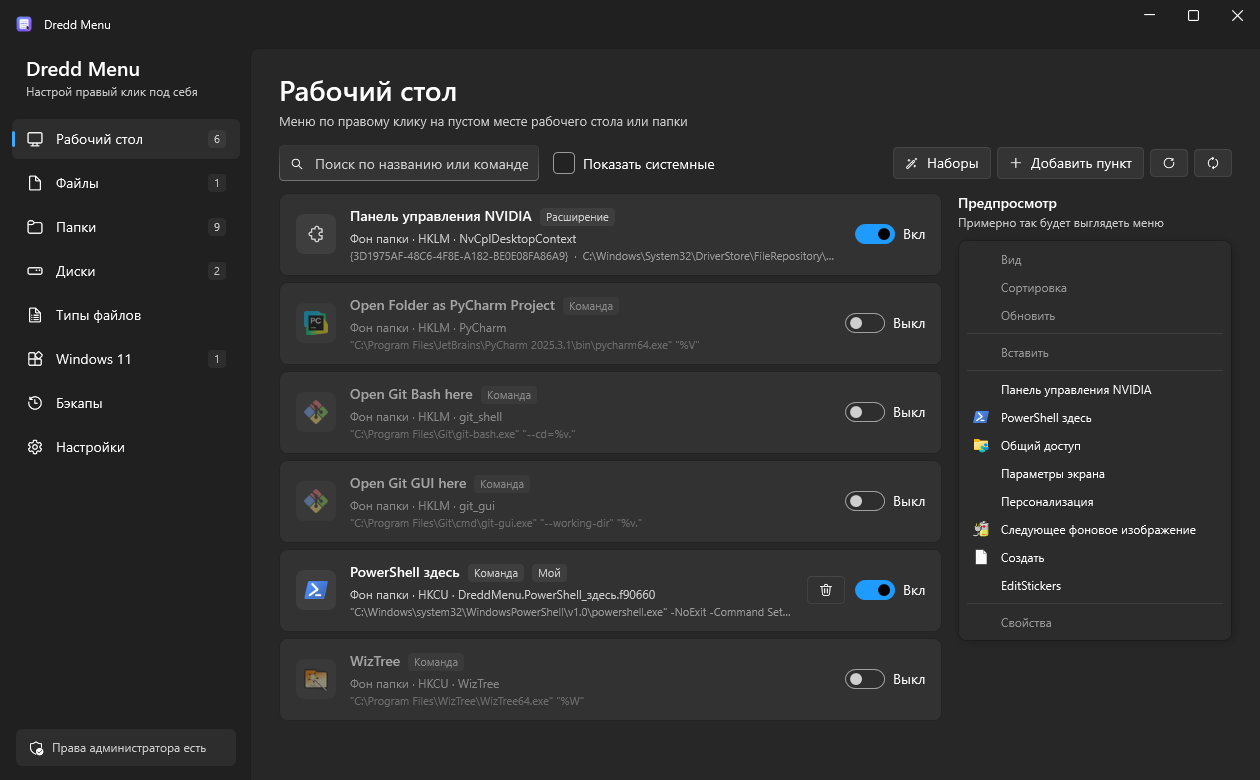 Dredd Menu
Dredd Menu
Настрой правый клик под себя
Рабочий стол 6
Файлы 1
Папки 9
Диски 2
Типы файлов
Windows 11 1
Бэкапы
Настройки
Права администратора есть
Рабочий стол
Меню по правому клику на пустом месте рабочего стола или папки
Поиск по названию или команде
Показать системные
Наборы
Добавить пункт
Панель управления NVIDIA Расширение
Фон папки · HKLM · NvCplDesktopContext
{3D1975AF-48C6-4F8E-A182-BE0E08FA86A9} · C:\Windows\System32\DriverStore\FileRepository\...
Вкл
Open Folder as PyCharm Project Команда
Фон папки · HKLM · PyCharm
"C:\Program Files\JetBrains\PyCharm 2025.3.1\bin\pycharm64.exe" "%V"
Выкл
Open Git Bash here Команда
Фон папки · HKLM · git_shell
"C:\Program Files\Git\git-bash.exe" "--cd=%v."
Выкл
Open Git GUI here Команда
Фон папки · HKLM · git_gui
"C:\Program Files\Git\cmd\git-gui.exe" "--working-dir" "%v."
Выкл
PowerShell здесь Команда Мой
Фон папки · HKCU · DreddMenu.PowerShell_здесь.f90660
"C:\Windows\system32\WindowsPowerShell\v1.0\powershell.exe" -NoExit -Command Set...
Вкл
WizTree Команда
Фон папки · HKCU · WizTree
"C:\Program Files\WizTree\WizTree64.exe" "%W"
Выкл
Предпросмотр
Примерно так будет выглядеть меню
Вид
Сортировка
Обновить
Вставить
Панель управления NVIDIA
PowerShell здесь
Общий доступ
Параметры экрана
Персонализация
Следующее фоновое изображение
Создать
EditStickers
Свойства